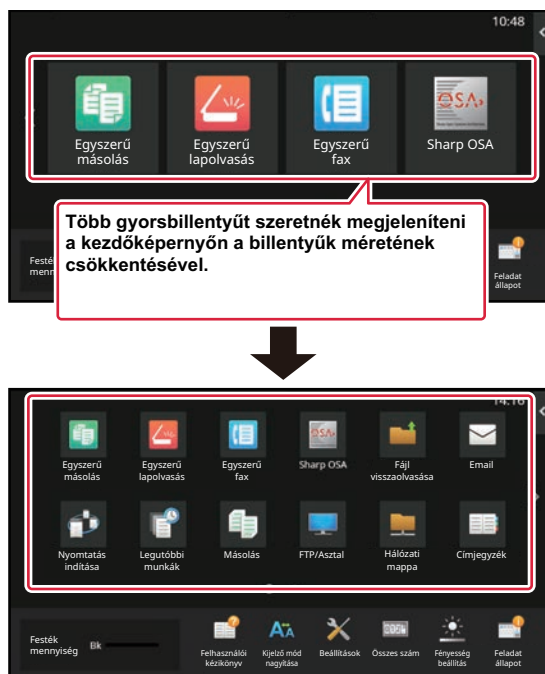 10:48
Egyszerű
másolás
Egyszerű
lapolvasás
Egyszerű
fax
Sharp OSA
Több gyorsbillentyűt szeretnék megjeleníteni
a kezdőképernyőn a billentyűk méretének
csökkentésével.
Feladat
állapot
Egyszerű
másolás
Egyszerű
lapolvasás
Egyszerű
fax
Sharp OSA
Fájl
visszaolvasása
Email
Nyomtatás
indítása
Legutóbbi
munkák
Másolás
FTP/Asztal
Hálózati
mappa
Címjegyzék
Festék
mennyiség
Bk
Felhasználói
kézikönyv
Kijelző mód
nagyítása
Beállítások
Összes szám
Fényesség
beállítás
Feladat
állapot